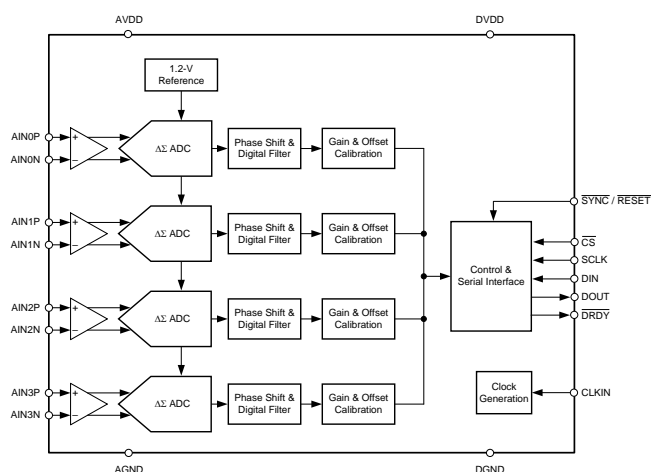 AVDD
DVDD
1.2-V
Reference
AIN0P
AIN0N
+
−
ΔΣ ADC
Phase Shift &
Digital Filter
Gain & Offset
Calibration
AIN1P
AIN1N
+
−
ΔΣ ADC
Phase Shift &
Digital Filter
Gain & Offset
Calibration
AIN2P
AIN2N
+
−
ΔΣ ADC
Phase Shift &
Digital Filter
Gain & Offset
Calibration
AIN3P
AIN3N
+
−
ΔΣ ADC
Phase Shift &
Digital Filter
Gain & Offset
Calibration
Control &
Serial Interface
SYNC / RESET
CS
SCLK
DIN
DOUT
DRDY
Clock
Generation
CLKIN
AGND
DGND